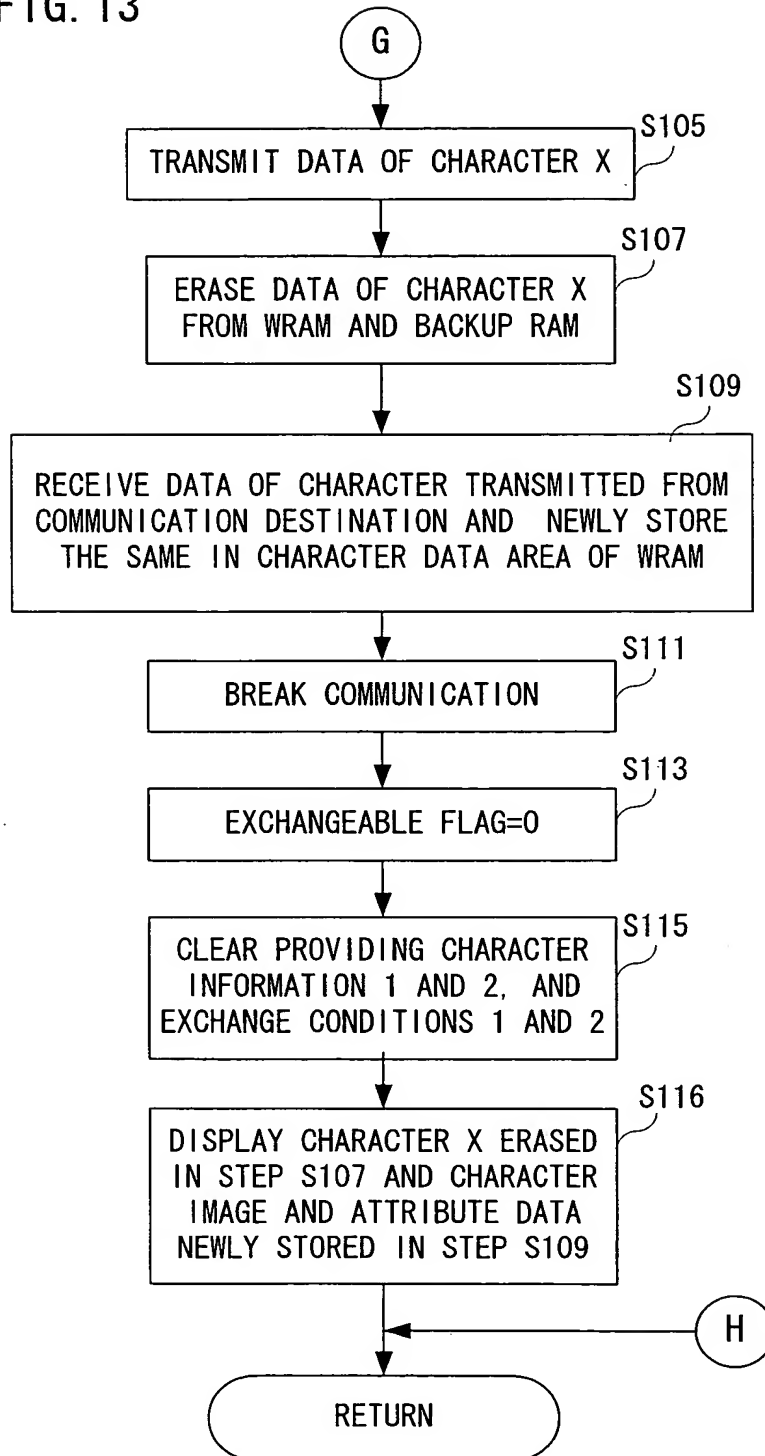 FIG. 13
G
S105
TRANSMIT DATA OF CHARACTER X
S107
ERASE DATA OF CHARACTER X
FROM WRAM AND BACKUP RAM
S109
RECEIVE DATA OF CHARACTER TRANSMITTED FROM
COMMUNICATION DESTINATION AND NEWLY STORE
THE SAME IN CHARACTER DATA AREA OF WRAM
S111
BREAK COMMUNICATION
S113
EXCHANGEABLE FLAG=0
S115
CLEAR PROVIDING CHARACTER
INFORMATION 1 AND 2, AND
EXCHANGE CONDITIONS 1 AND 2
S116
DISPLAY CHARACTER X ERASED
IN STEP S107 AND CHARACTER
IMAGE AND ATTRIBUTE DATA
NEWLY STORED IN STEP S109
H
RETURN